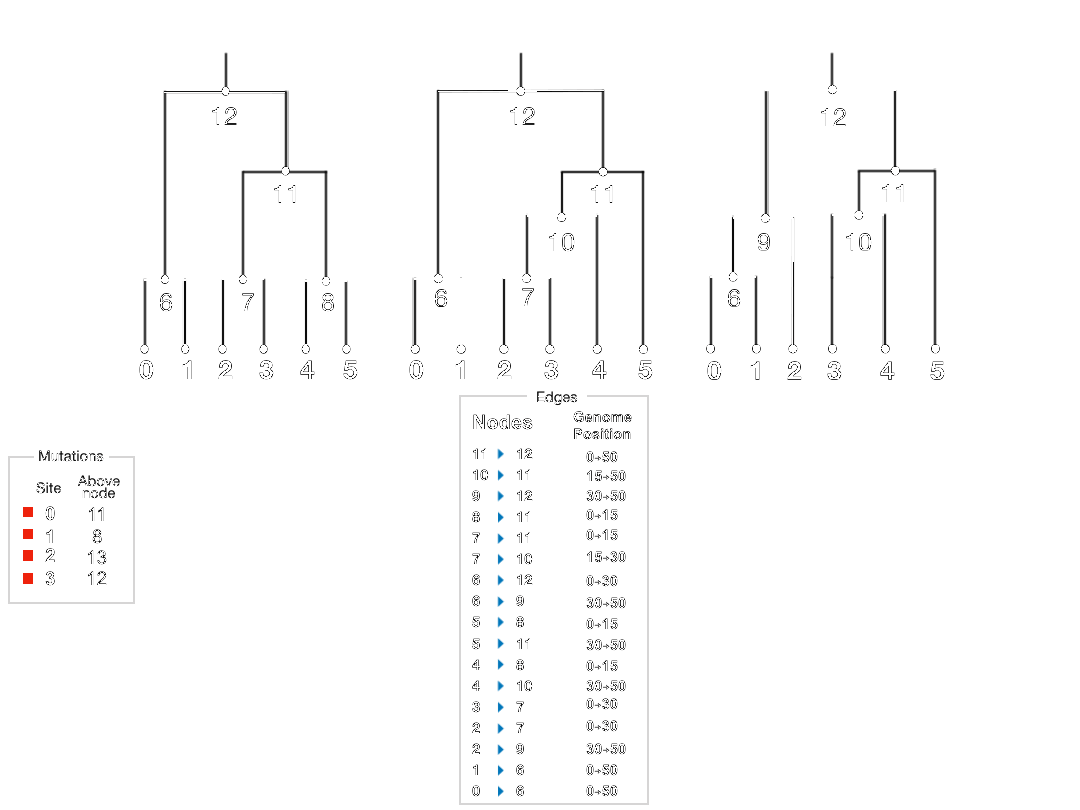 12 12 12
11 11 11
10 9 10
6 7 8 6 7 6
0 1 2 3 4 5 0 1 2 3 4 5 0 1 2 3 4 5
Mutations
Site Above node
0 11
1 8
2 13
3 12
Edges
Nodes Genome Position
11 ▶ 12 0→50
10 ▶ 11 15→50
9 ▶ 12 30→50
8 ▶ 11 0→15
7 ▶ 11 0→15
7 ▶ 10 15→30
6 ▶ 12 0→30
6 ▶ 9 30→50
5 ▶ 8 0→15
5 ▶ 11 30→50
4 ▶ 8 0→15
4 ▶ 10 30→50
3 ▶ 7 0→30
2 ▶ 7 0→30
2 ▶ 9 30→50
1 ▶ 6 0→50
0 ▶ 6 0→50